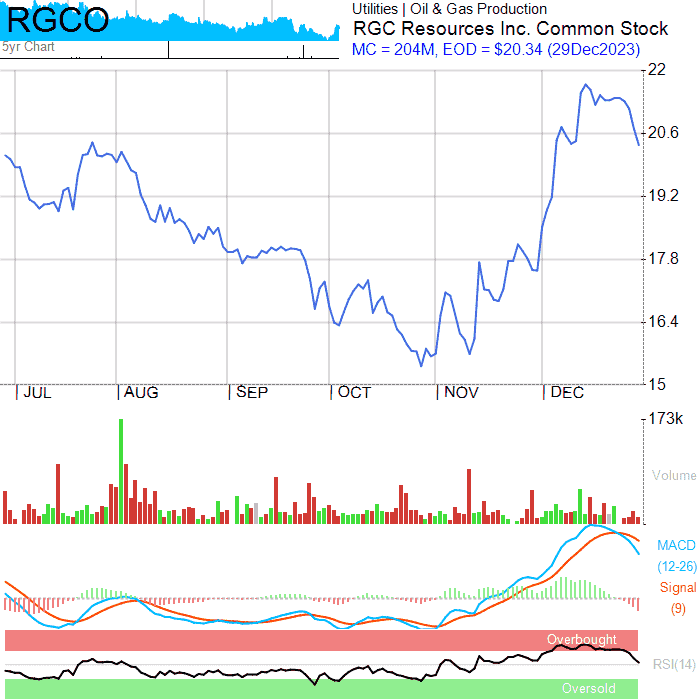 RGCO
5yr Chart
Utilities | Oil & Gas Production
RGC Resources Inc. Common Stock
MC = 204M, EOD = $20.34 (29Dec2023)
22
20.6
19.2
17.8
16.4
15
JUL AUG SEP OCT NOV DEC
173k
Volume
MACD
(12-26)
Signal
(9)
Overbought
RSI(14)
Oversold